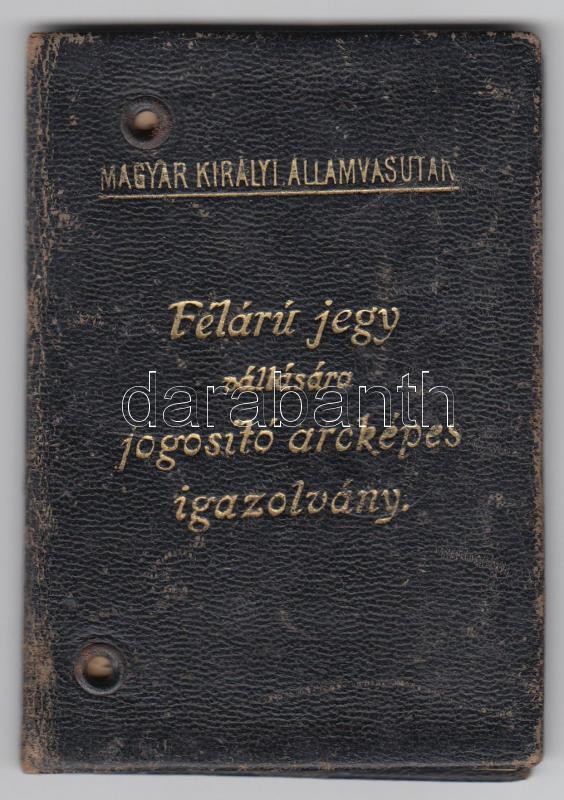 MAGYAR KIRÁLYI ÁLLAMVASUTAK
Félárú jegy
váltására
darabanth
jogosító arcképes
igazolvány.